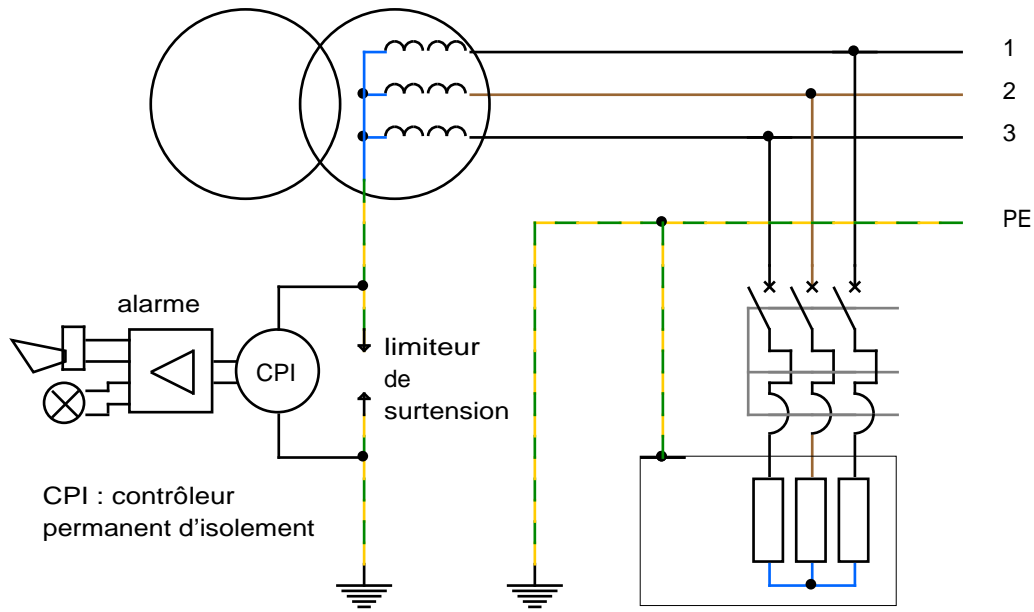 1
2
3
PE
alarme
CPI
limiteur
de
surtension
CPI : contrôleur
permanent d'isolement